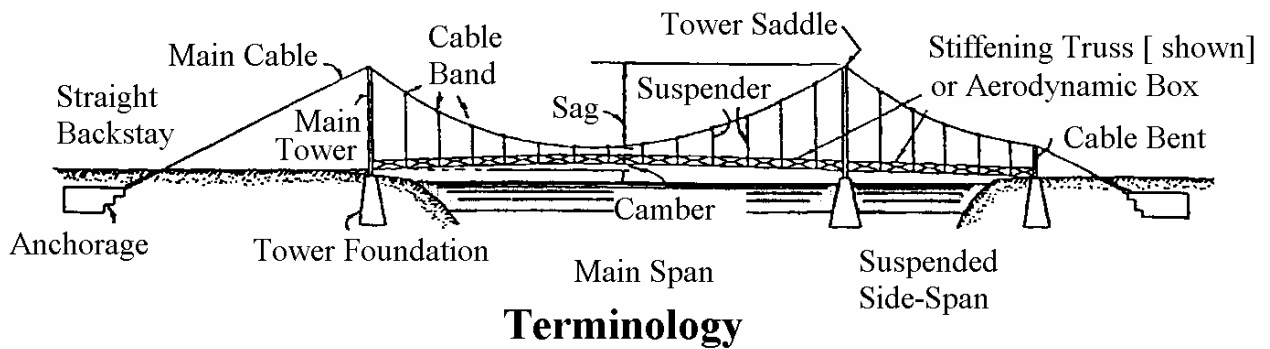 Tower Saddle
Main Cable
Cable
Band
Stiffening Truss [ shown]
or Aerodynamic Box
Straight
Backstay
Main
Tower
Sag
Suspender
Cable Bent
Camber
Anchorage
Tower Foundation
Main Span
Suspended
Side-Span
Terminology